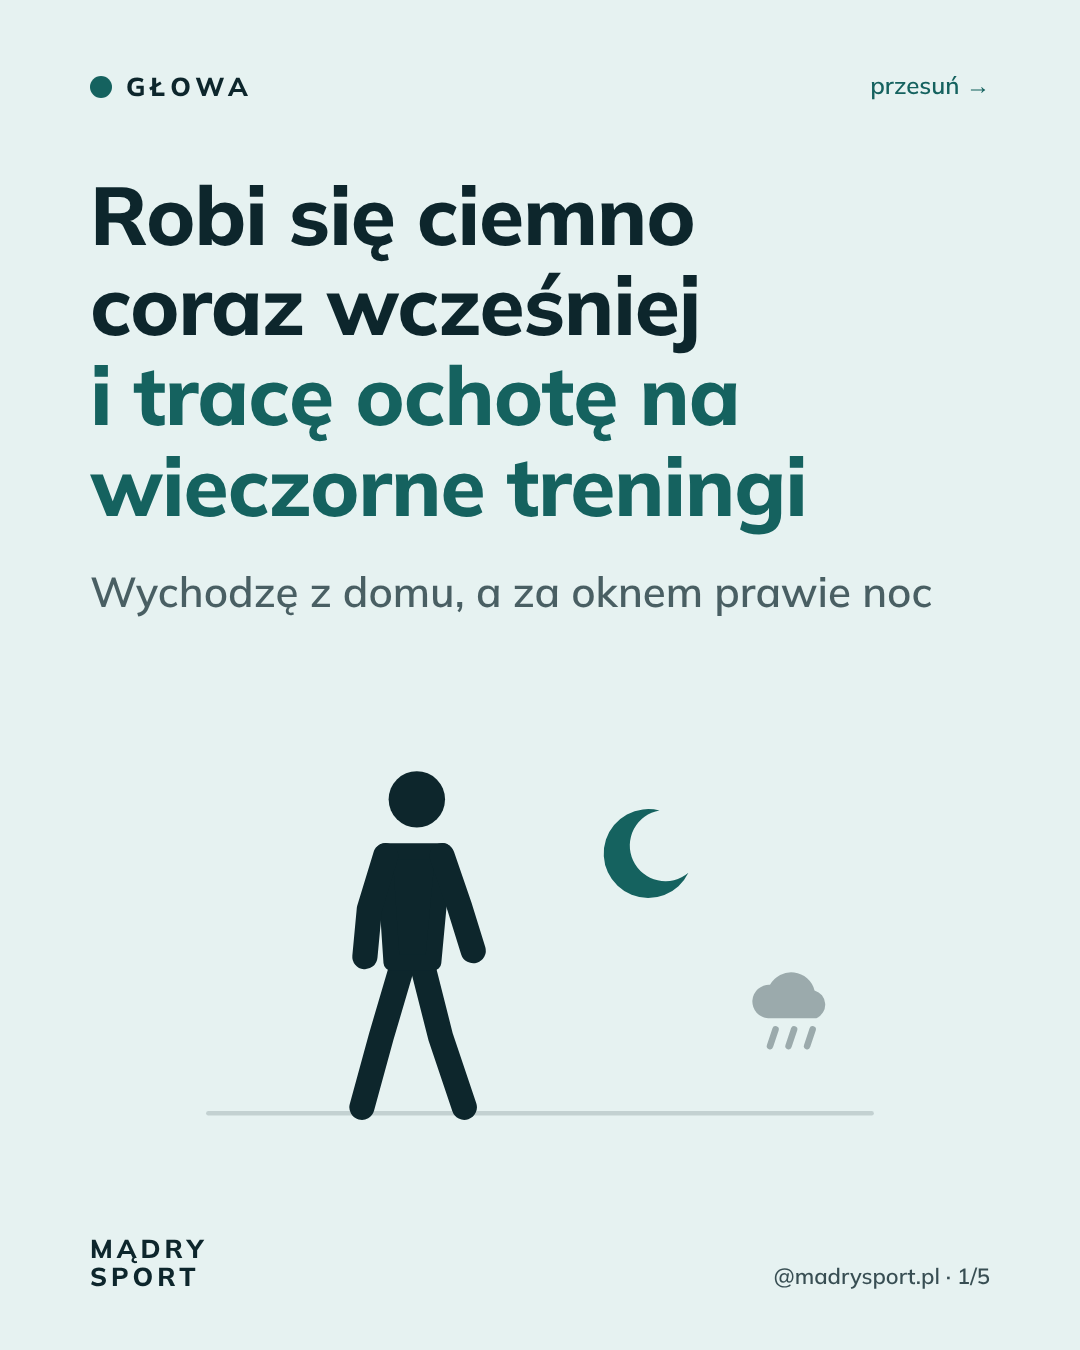 GŁOWA
przesuń →
Robi się ciemno
coraz wcześniej
i tracę ochotę na
wieczorne treningi
Wychodzę z domu, a za oknem prawie noc
MĄDRY
SPORT
@madrysport.pl · 1/5